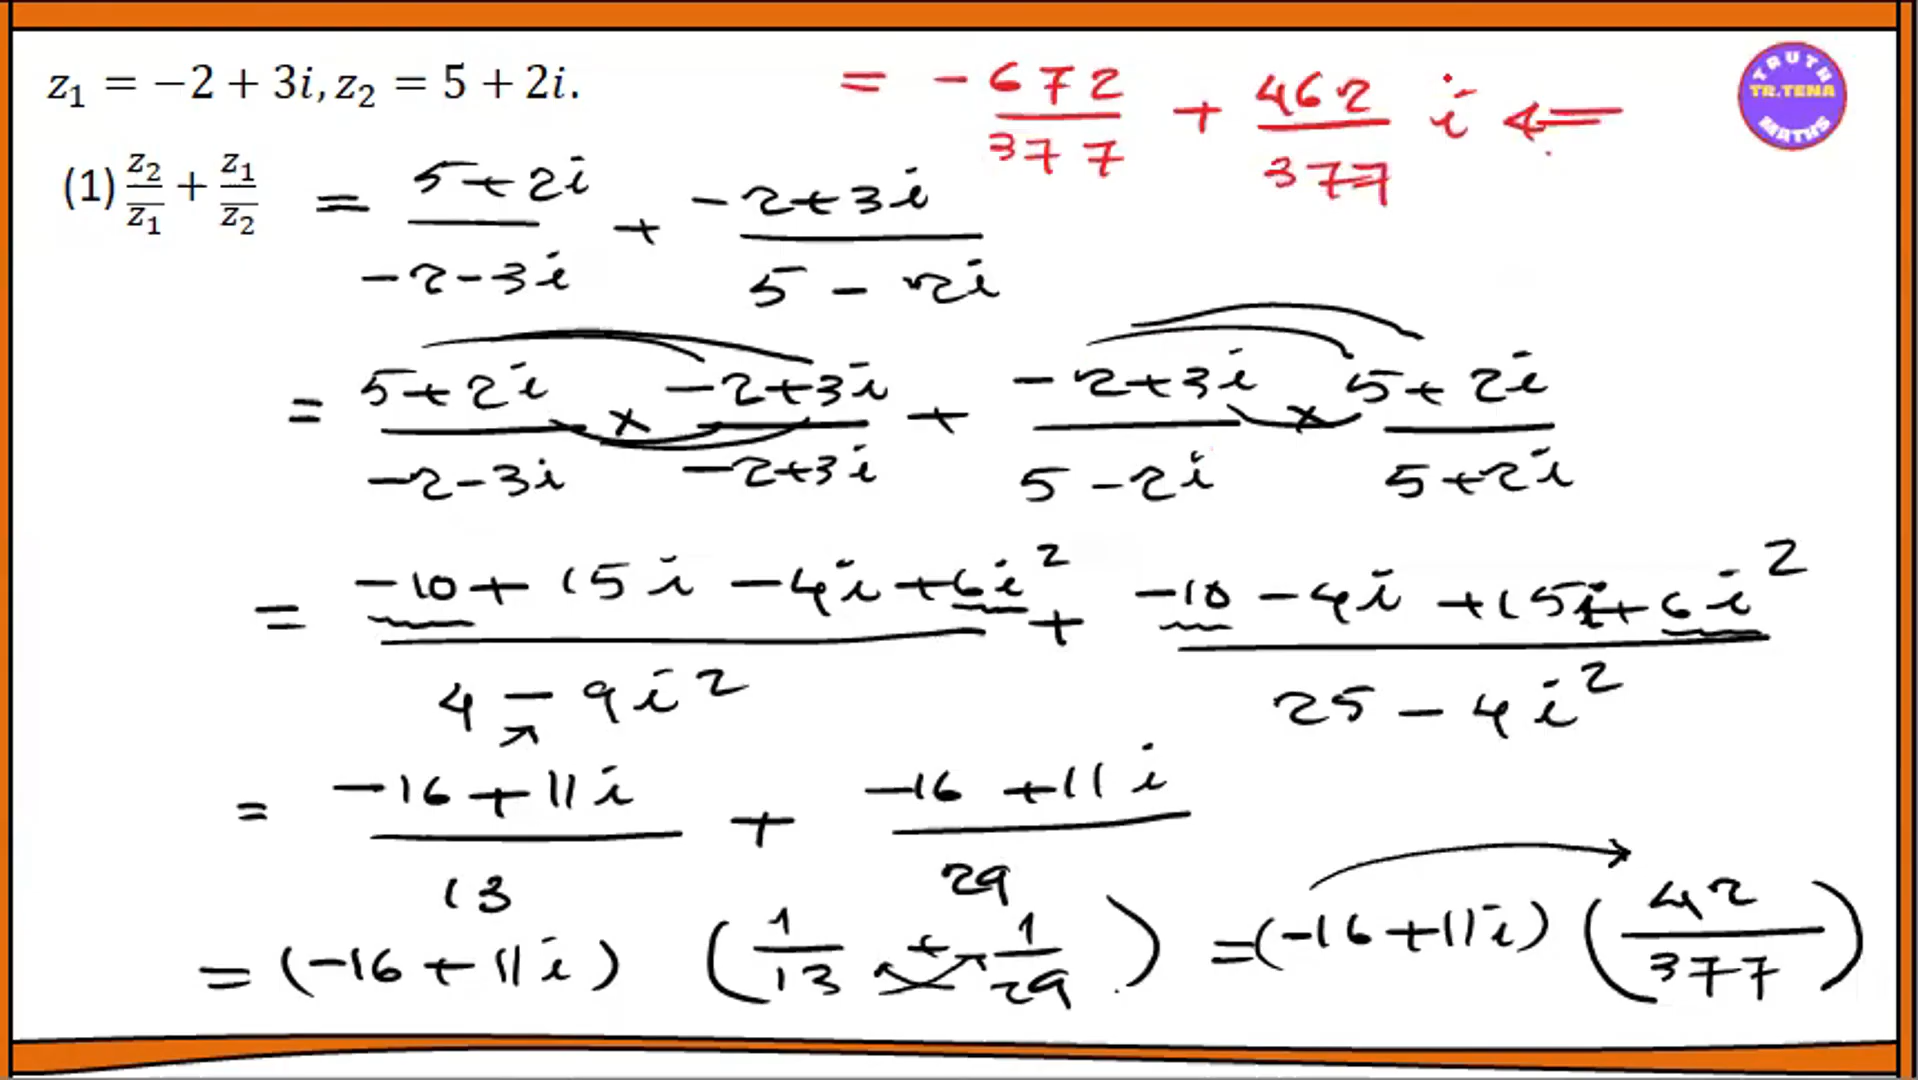 z₁ = −2 + 3i, z₂ = 5 + 2i.
= -672/377 + 462/377 i ⇐
TRUTH
TR.TENA
MATHS
(1) z₂/z₁ + z₁/z₂ = 5+2i/-2-3i + -2+3i/5-2i
= 5+2i/-2-3i × -2+3i/-2+3i + -2+3i/5-2i × 5+2i/5+2i
= -10+15i-4i+6i²/4-9i² + -10-4i+15i+6i²/25-4i²
= -16+11i/13 + -16+11i/29
= (-16+11i) (1/13 + 1/29) = (-16+11i) (42/377)